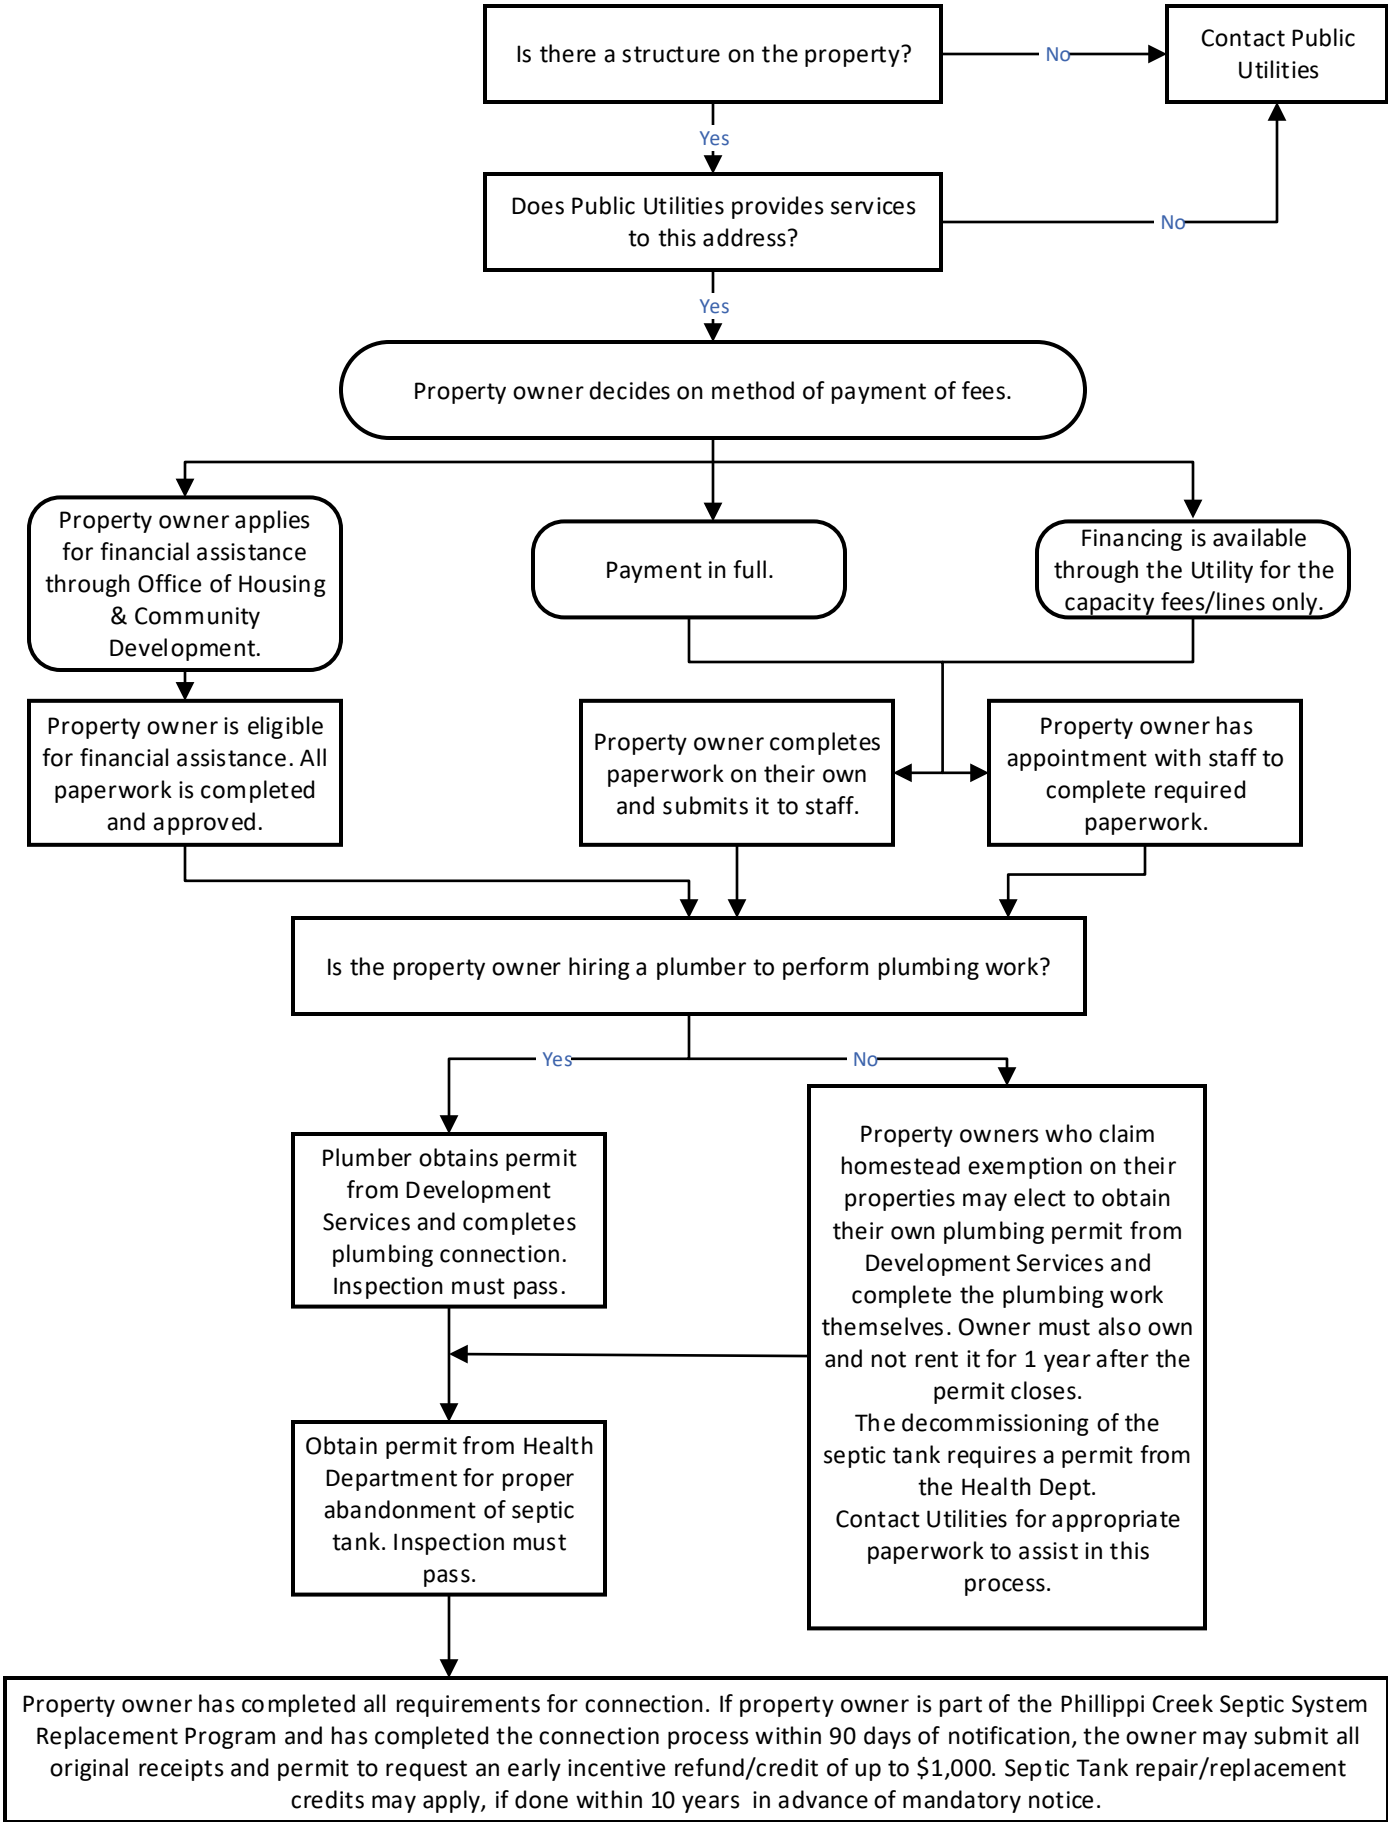 Is there a structure on the property?
No
Contact Public
Utilities
Yes
Does Public Utilities provides services
to this address?
No
Yes
Property owner decides on method of payment of fees.
Property owner applies
for financial assistance
through Office of Housing
& Community
Development.
Payment in full.
Financing is available
through the Utility for the
capacity fees/lines only.
Property owner is eligible
for financial assistance. All
paperwork is completed
and approved.
Property owner completes
paperwork on their own
and submits it to staff.
Property owner has
appointment with staff to
complete required
paperwork.
Is the property owner hiring a plumber to perform plumbing work?
Yes
No
Plumber obtains permit
from Development
Services and completes
plumbing connection.
Inspection must pass.
Property owners who claim
homestead exemption on their
properties may elect to obtain
their own plumbing permit from
Development Services and
complete the plumbing work
themselves. Owner must also own
and not rent it for 1 year after the
permit closes.
The decommissioning of the
septic tank requires a permit from
the Health Dept.
Contact Utilities for appropriate
paperwork to assist in this
process.
Obtain permit from Health
Department for proper
abandonment of septic
tank. Inspection must
pass.
Property owner has completed all requirements for connection. If property owner is part of the Phillippi Creek Septic System
Replacement Program and has completed the connection process within 90 days of notification, the owner may submit all
original receipts and permit to request an early incentive refund/credit of up to $1,000. Septic Tank repair/replacement
credits may apply, if done within 10 years in advance of mandatory notice.